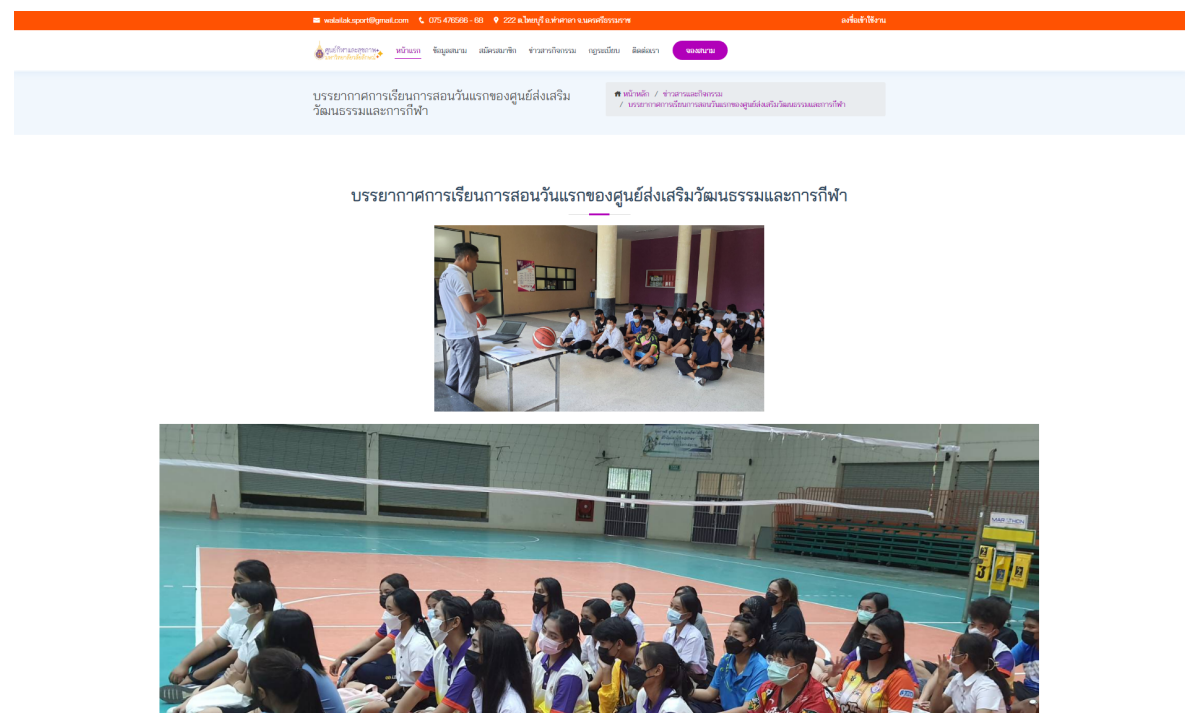 walailak.sport@gmail.com 075 476586 - 68 222 ต.ไทยบุรี อ.ท่าศาลา จ.นครศรีธรรมราช ลงชื่อเข้าใช้งาน
ศูนย์กีฬาและสุขภาพ หน้าแรก ข้อมูลสนาม สมัครสมาชิก ข่าวสารกิจกรรม กฎระเบียบ ติดต่อเรา จองสนาม
บรรยากาศการเรียนการสอนวันแรกของศูนย์ส่งเสริม
วัฒนธรรมและการกีฬา
หน้าหลัก / ข่าวสารและกิจกรรม
/ บรรยากาศการเรียนการสอนวันแรกของศูนย์ส่งเสริมวัฒนธรรมและการกีฬา
บรรยากาศการเรียนการสอนวันแรกของศูนย์ส่งเสริมวัฒนธรรมและการกีฬา